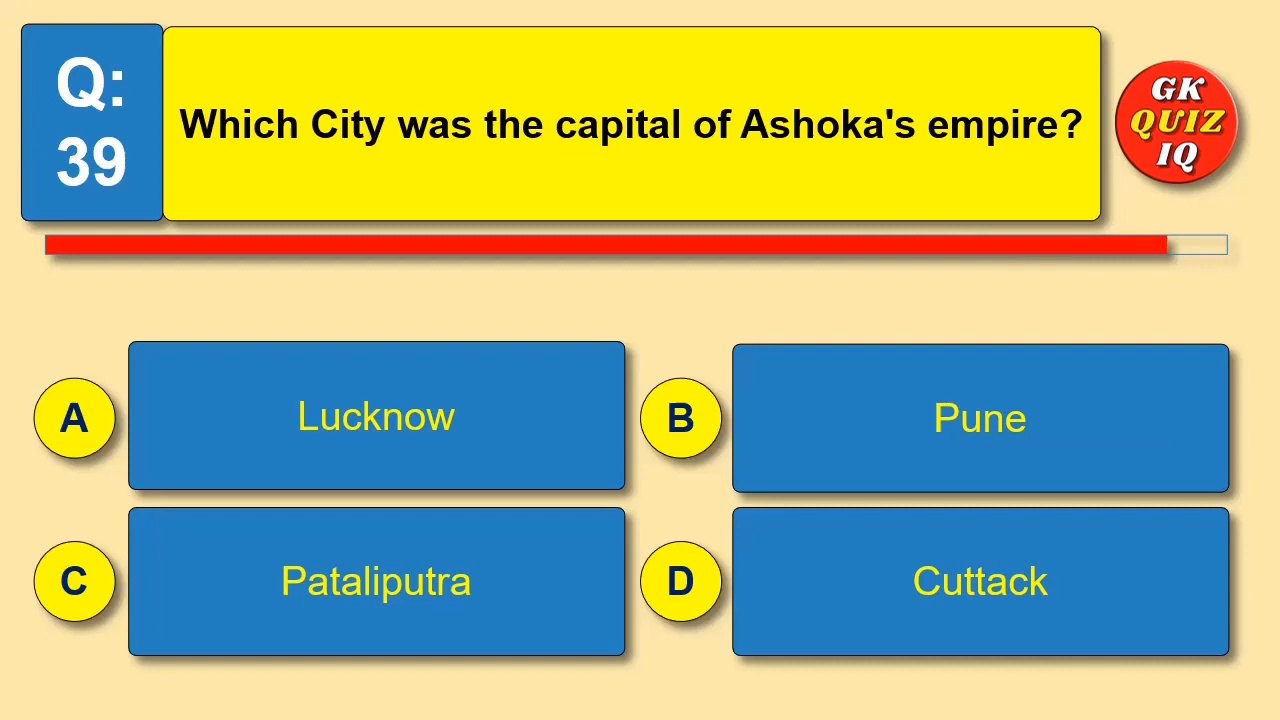 Q:
39
Which City was the capital of Ashoka's empire?
GK
QUIZ
IQ
A
Lucknow
B
Pune
C
Pataliputra
D
Cuttack